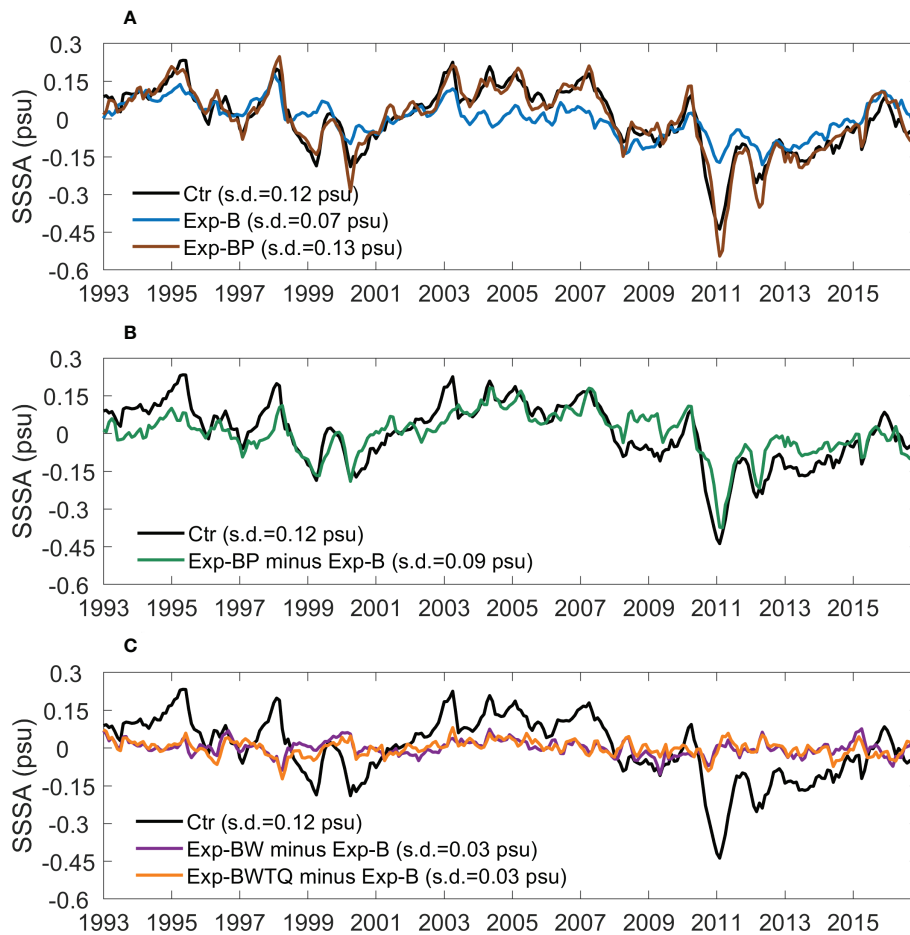 A
0.3
0.15
0
-0.15
-0.3
-0.45
-0.6
SSSA (psu)
Ctr (s.d.=0.12 psu)
Exp-B (s.d.=0.07 psu)
Exp-BP (s.d.=0.13 psu)
1993 1995 1997 1999 2001 2003 2005 2007 2009 2011 2013 2015
B
0.3
0.15
0
-0.15
-0.3
-0.45
-0.6
SSSA (psu)
Ctr (s.d.=0.12 psu)
Exp-BP minus Exp-B (s.d.=0.09 psu)
1993 1995 1997 1999 2001 2003 2005 2007 2009 2011 2013 2015
C
0.3
0.15
0
-0.15
-0.3
-0.45
-0.6
SSSA (psu)
Ctr (s.d.=0.12 psu)
Exp-BW minus Exp-B (s.d.=0.03 psu)
Exp-BWTQ minus Exp-B (s.d.=0.03 psu)
1993 1995 1997 1999 2001 2003 2005 2007 2009 2011 2013 2015